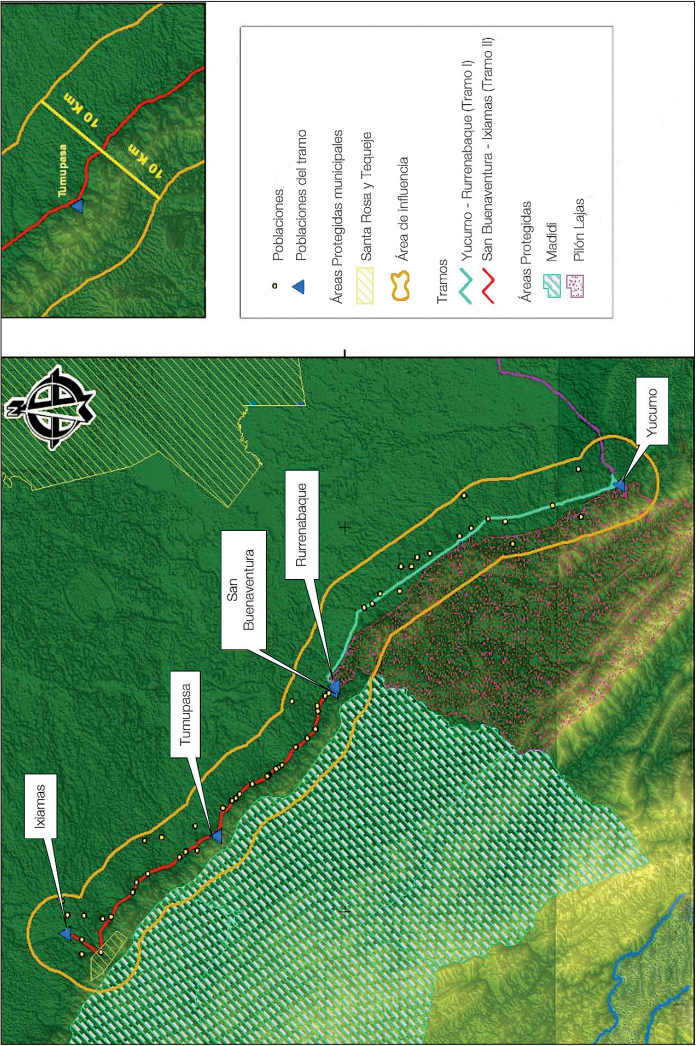 Tumupasa
10 Km
10 Km
Poblaciones
Poblaciones del tramo
Áreas Protegidas municipales
Santa Rosa y Tequeje
Área de influencia
Tramos
Yucumo - Rurrenabaque (Tramo I)
San Buenaventura - Ixiamas (Tramo II)
Áreas Protegidas
Madidi
Pilón Lajas
N
Ixiamas
Tumupasa
San
Buenaventura
Rurrenabaque
Yucumo